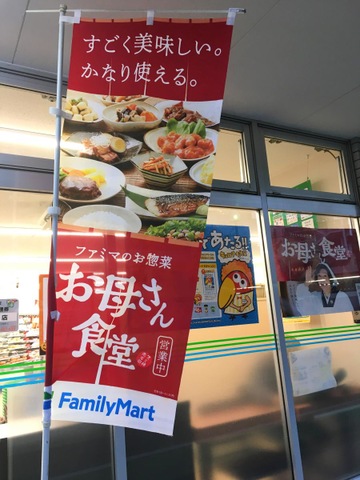 すごく美味しい。
かなり使える。
ファミマのお惣菜
お母さん
食堂
営業中
FamilyMart
あたる!!
お母さん
食堂
店